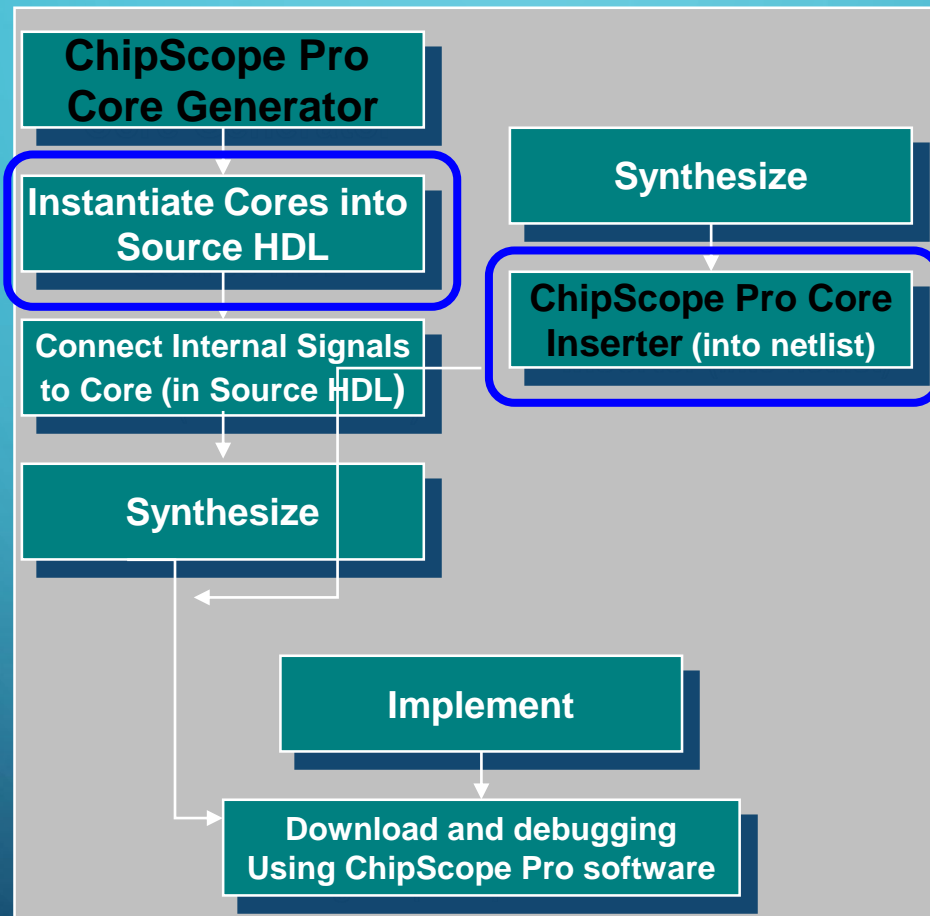 ChipScope Pro
Core Generator
Instantiate Cores into
Source HDL
Connect Internal Signals
to Core (in Source HDL)
Synthesize
Synthesize
ChipScope Pro Core
Inserter (into netlist)
Implement
Download and debugging
Using ChipScope Pro software